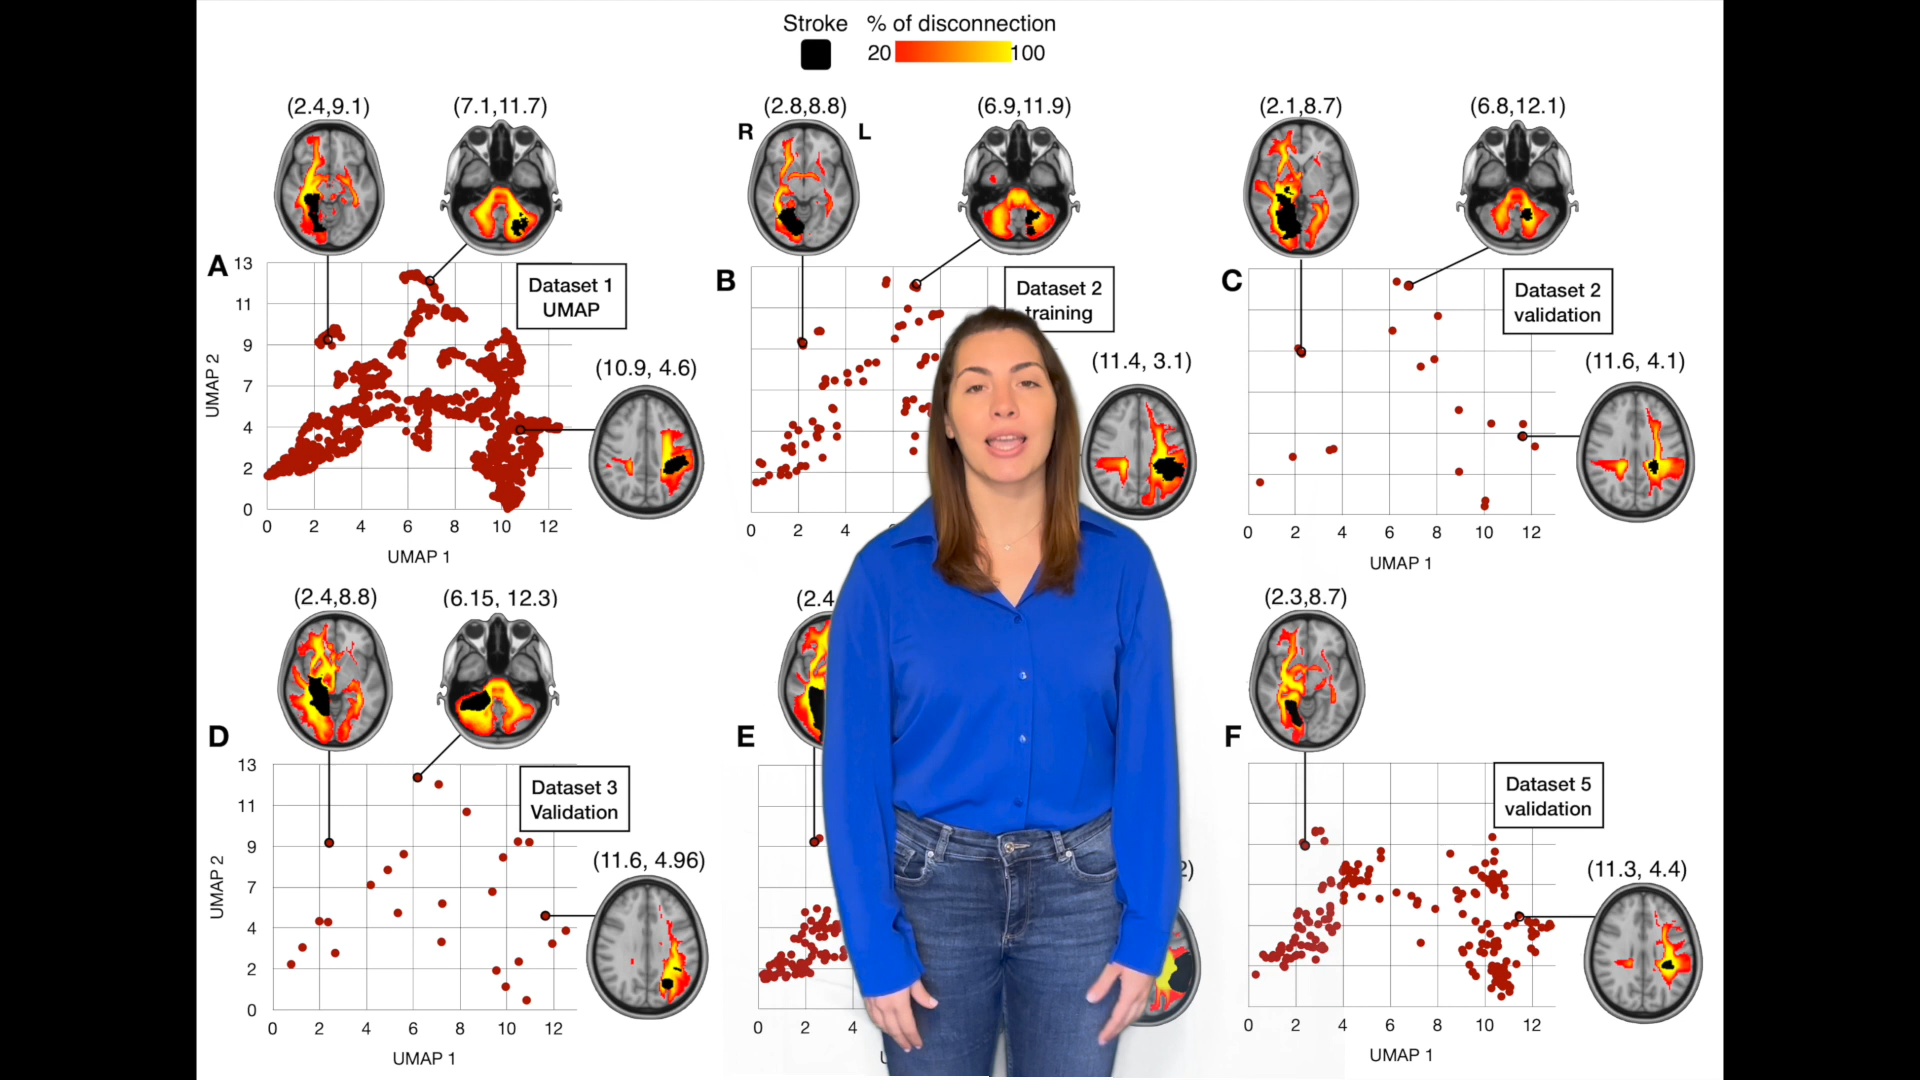 Stroke % of disconnection
20 100
(2.4,9.1) (7.1,11.7) (2.8,8.8) (6.9,11.9) (2.1,8.7) (6.8,12.1)
R L
A 13 Dataset 1 B Dataset 2 C Dataset 2
UMAP training validation
11
9
7
4
2
0
UMAP 2
(10.9, 4.6) (11.4, 3.1) (11.6, 4.1)
0 2 4 6 8 10 12 0 2 4 0 2 4 6 8 10 12
UMAP 1 UMAP 1
(2.4,8.8) (6.15, 12.3) (2.4 (2.3,8.7)
D E F
13 Dataset 3 Dataset 5
Validation validation
11
9
7
4
2
0
UMAP 2
(11.6, 4.96) 2) (11.3, 4.4)
0 2 4 6 8 10 12 0 2 4 0 2 4 6 8 10 12
UMAP 1 UMAP 1